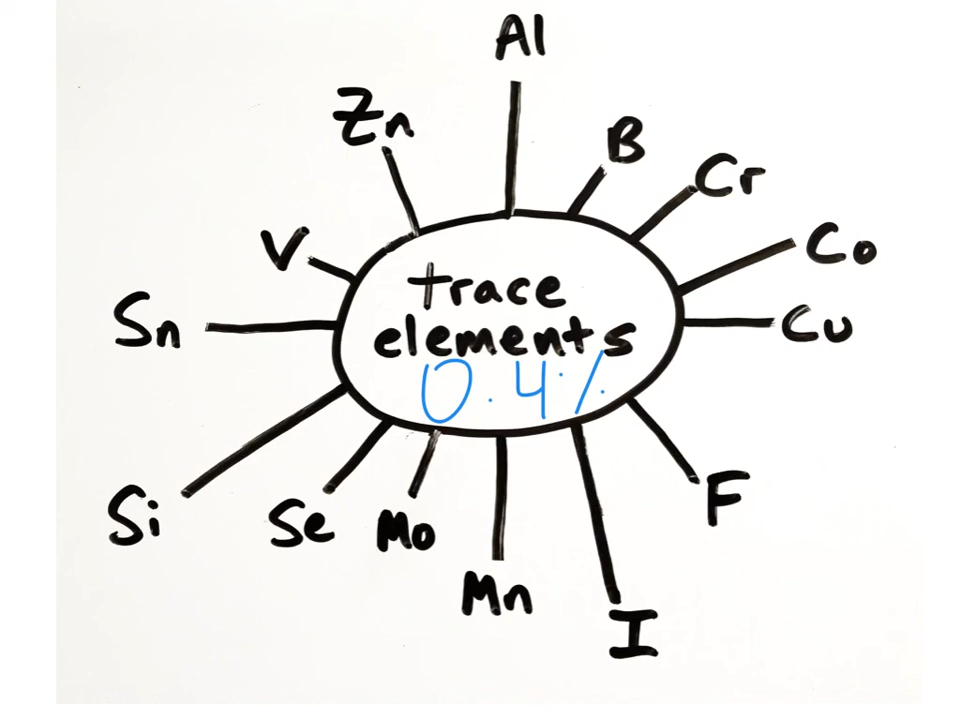 Al
Zn
B
Cr
V
Co
trace
elements
0.4%
Sn
Cu
Si
Se
Mo
F
Mn
I